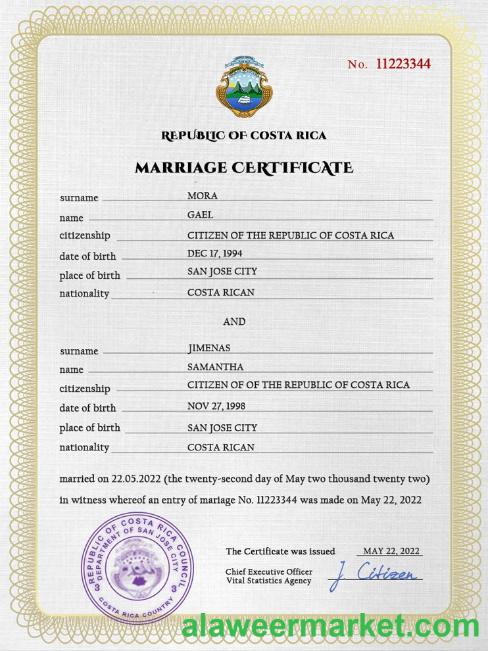 No. 11223344
REPUBLIC OF COSTA RICA
MARRIAGE CERTIFICATE
surname MORA
name GAEL
citizenship CITIZEN OF THE REPUBLIC OF COSTA RICA
date of birth DEC 17, 1994
place of birth SAN JOSE CITY
nationality COSTA RICAN
AND
surname JIMENAS
name SAMANTHA
citizenship CITIZEN OF OF THE REPUBLIC OF COSTA RICA
date of birth NOV 27, 1998
place of birth SAN JOSE CITY
nationality COSTA RICAN
married on 22.05.2022 (the twenty-second day of May two thousand twenty two)
in witness whereof an entry of mariage No. 11223344 was made on May 22, 2022
REPUBLIC OF COSTA RICA COUNCIL
DEPARTMENT OF SAN JOSE CITY
COSTA RICA COUNTRY
The Certificate was issued MAY 22, 2022
Chief Executive Officer
Vital Statistics Agency
J. Citizen
alaweermarket.com